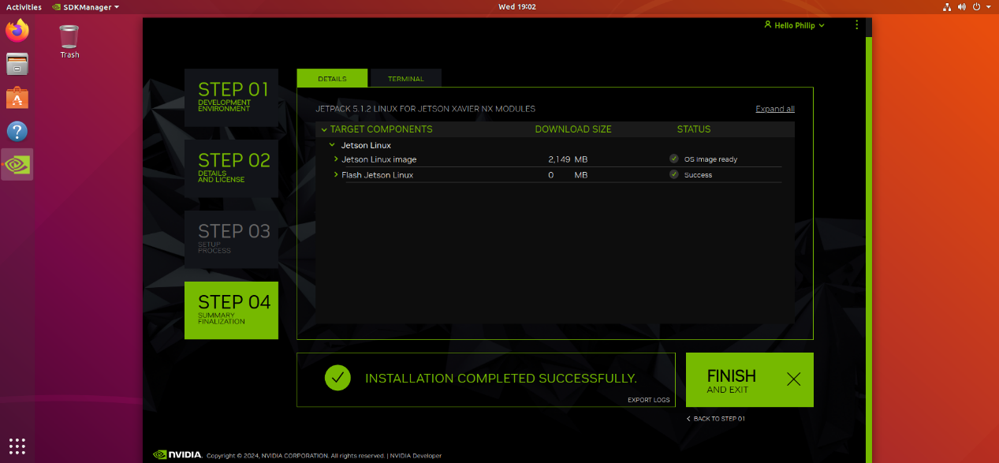 Activities SDKManager Wed 19:02
Trash
Hello Philip
STEP 01
DEVELOPMENT
ENVIRONMENT
STEP 02
DETAILS
AND LICENSE
STEP 03
SETUP
PROCESS
STEP 04
SUMMARY
FINALIZATION
DETAILS TERMINAL
JETPACK 5.1.2 LINUX FOR JETSON XAVIER NX MODULES Expand all
TARGET COMPONENTS DOWNLOAD SIZE STATUS
Jetson Linux
Jetson Linux image 2,149 MB OS image ready
Flash Jetson Linux 0 MB Success
INSTALLATION COMPLETED SUCCESSFULLY.
EXPORT LOGS
FINISH
AND EXIT
BACK TO STEP 01
NVIDIA. Copyright © 2024, NVIDIA CORPORATION. All rights reserved. | NVIDIA Developer